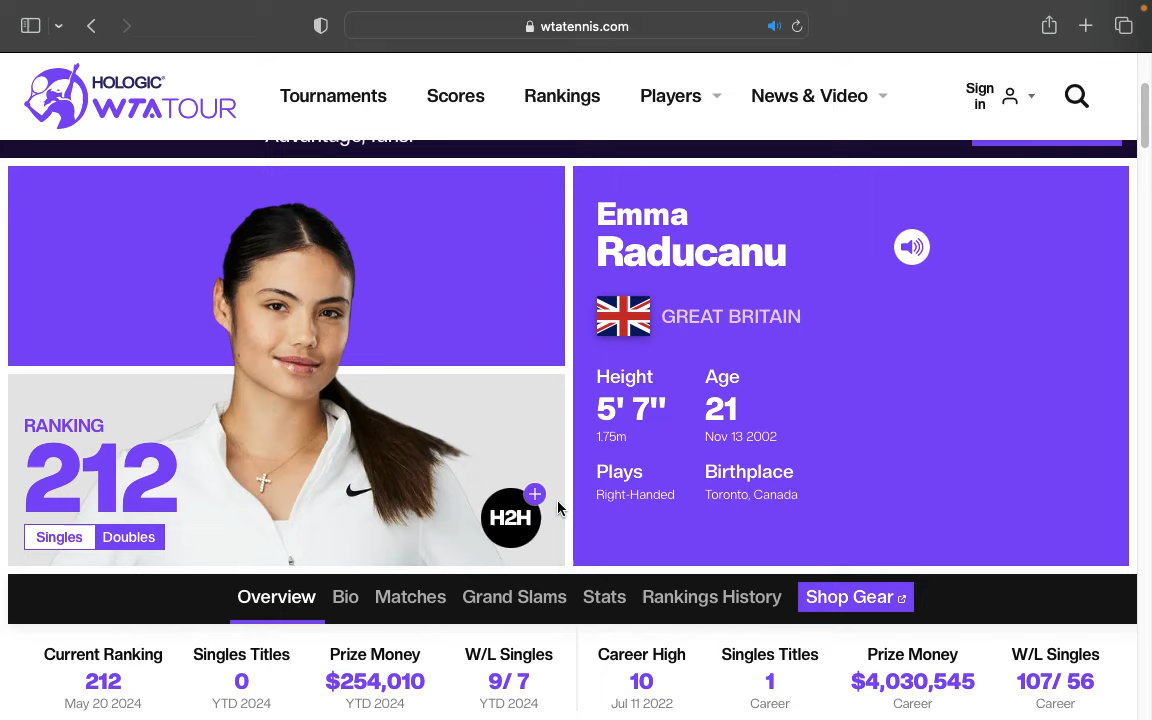 wtatennis.com
HOLOGIC®
WTATOUR
Tournaments
Scores
Rankings
Players
News & Video
Sign
in
Advantage, fans!
Emma
Raducanu
GREAT BRITAIN
Height
Age
5' 7"
21
1.75m
Nov 13 2002
Plays
Birthplace
Right-Handed
Toronto, Canada
RANKING
212
Singles
Doubles
H2H
Overview
Bio
Matches
Grand Slams
Stats
Rankings History
Shop Gear
Current Ranking
Singles Titles
Prize Money
W/L Singles
Career High
Singles Titles
Prize Money
W/L Singles
212
0
$254,010
9/ 7
10
1
$4,030,545
107/ 56
May 20 2024
YTD 2024
YTD 2024
YTD 2024
Jul 11 2022
Career
Career
Career